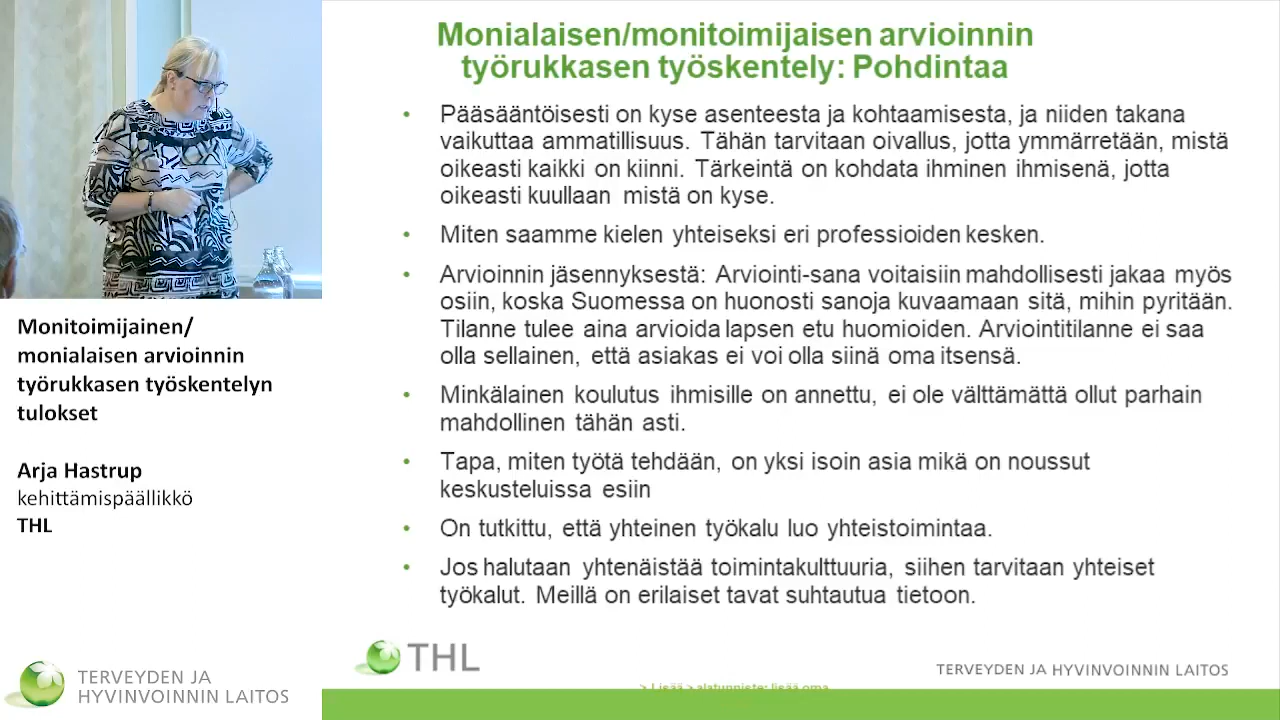 Monialaisen/monitoimijaisen arvioinnin
työrukkasen työskentely: Pohdintaa
• Pääsääntöisesti on kyse asenteesta ja kohtaamisesta, ja niiden takana
vaikuttaa ammatillisuus. Tähän tarvitaan oivallus, jotta ymmärretään, mistä
oikeasti kaikki on kiinni. Tärkeintä on kohdata ihminen ihmisenä, jotta
oikeasti kuullaan mistä on kyse.
• Miten saamme kielen yhteiseksi eri professioiden kesken.
• Arvioinnin jäsennyksestä: Arviointi-sana voitaisiin mahdollisesti jakaa myös
osiin, koska Suomessa on huonosti sanoja kuvaamaan sitä, mihin pyritään.
Tilanne tulee aina arvioida lapsen etu huomioiden. Arviointitilanne ei saa
olla sellainen, että asiakas ei voi olla siinä oma itsensä.
• Minkälainen koulutus ihmisille on annettu, ei ole välttämättä ollut parhain
mahdollinen tähän asti.
• Tapa, miten työtä tehdään, on yksi isoin asia mikä on noussut
keskusteluissa esiin
• On tutkittu, että yhteinen työkalu luo yhteistoimintaa.
• Jos halutaan yhtenäistää toimintakulttuuria, siihen tarvitaan yhteiset
työkalut. Meillä on erilaiset tavat suhtautua tietoon.
THL
TERVEYDEN JA HYVINVOINNIN LAITOS
> Lisää > alatunniste: lisää oma
Monitoimijainen/
monialaisen arvioinnin
työrukkasen työskentelyn
tulokset
Arja Hastrup
kehittämispäällikkö
THL
TERVEYDEN JA
HYVINVOINNIN LAITOS